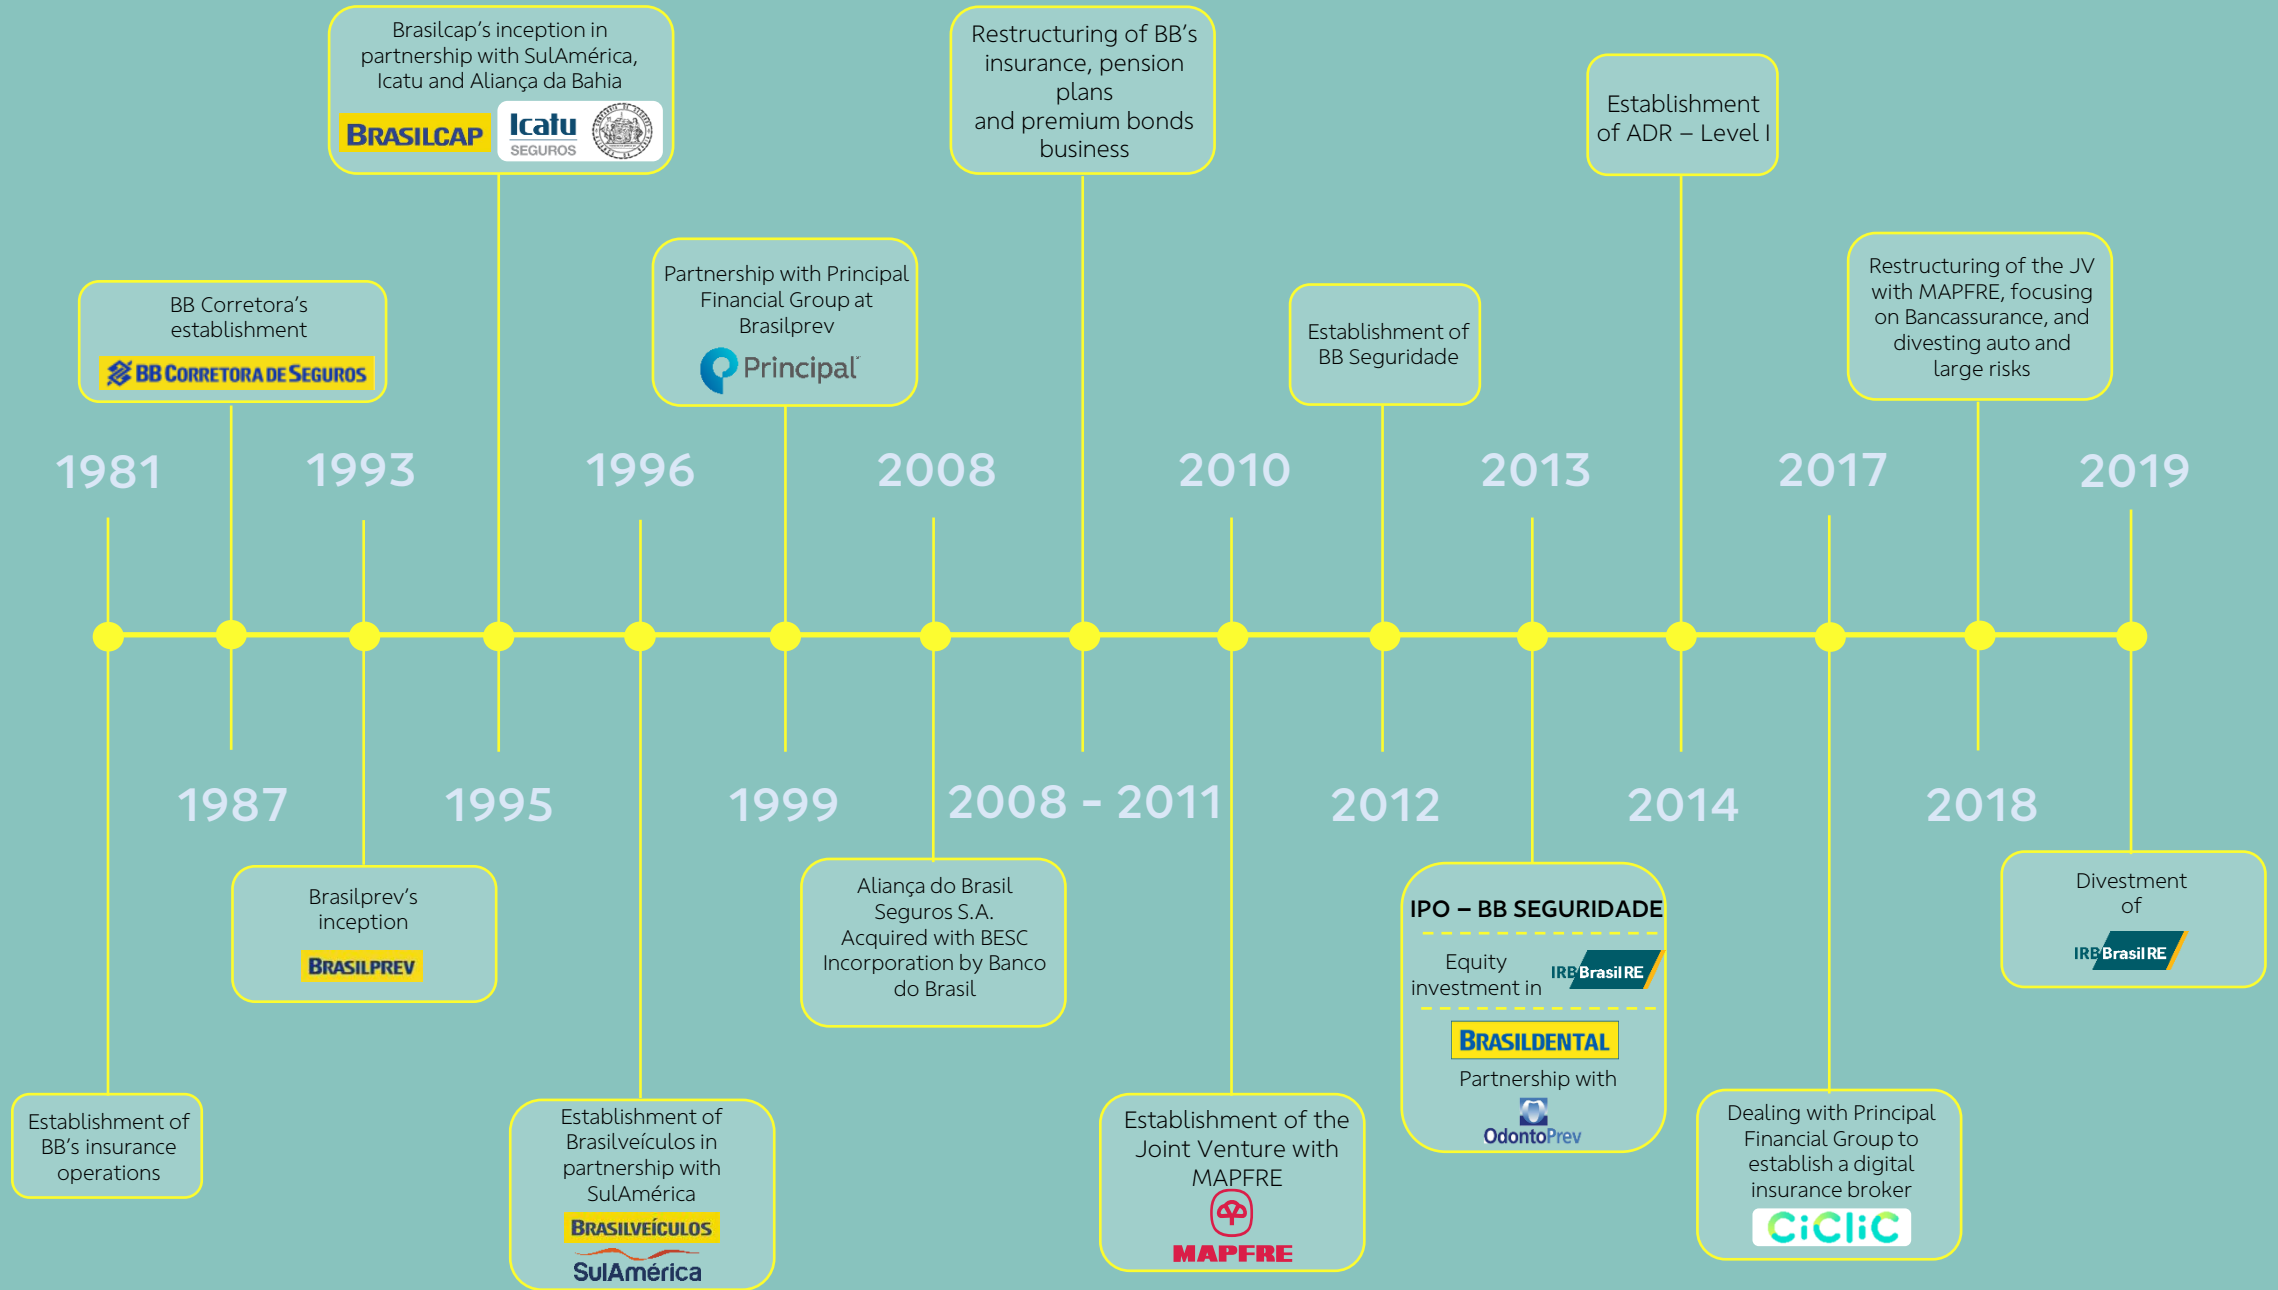 Brasilcap's inception in
partnership with SulAmérica,
Icatu and Aliança da Bahia
BRASILCAP
Icatu
SEGUROS
Restructuring of BB's
insurance, pension
plans
and premium bonds
business
Establishment
of ADR – Level I
BB Corretora's
establishment
BB CORRETORA DE SEGUROS
Partnership with Principal
Financial Group at
Brasilprev
Principal
Establishment of
BB Seguridade
Restructuring of the JV
with MAPFRE, focusing
on Bancassurance, and
divesting auto and
large risks
1981
1993
1996
2008
2010
2013
2017
2019
1987
1995
1999
2008 - 2011
2012
2014
2018
Brasilprev's
inception
BRASILPREV
Aliança do Brasil
Seguros S.A.
Acquired with BESC
Incorporation by Banco
do Brasil
IPO – BB SEGURIDADE
Equity
investment in
IRB BrasilRE
BRASILDENTAL
Partnership with
OdontoPrev
Divestment
of
IRB BrasilRE
Establishment of
BB's insurance
operations
Establishment of
Brasilveículos in
partnership with
SulAmérica
BRASILVEÍCULOS
SulAmérica
Establishment of the
Joint Venture with
MAPFRE
MAPFRE
Dealing with Principal
Financial Group to
establish a digital
insurance broker
CiCliC